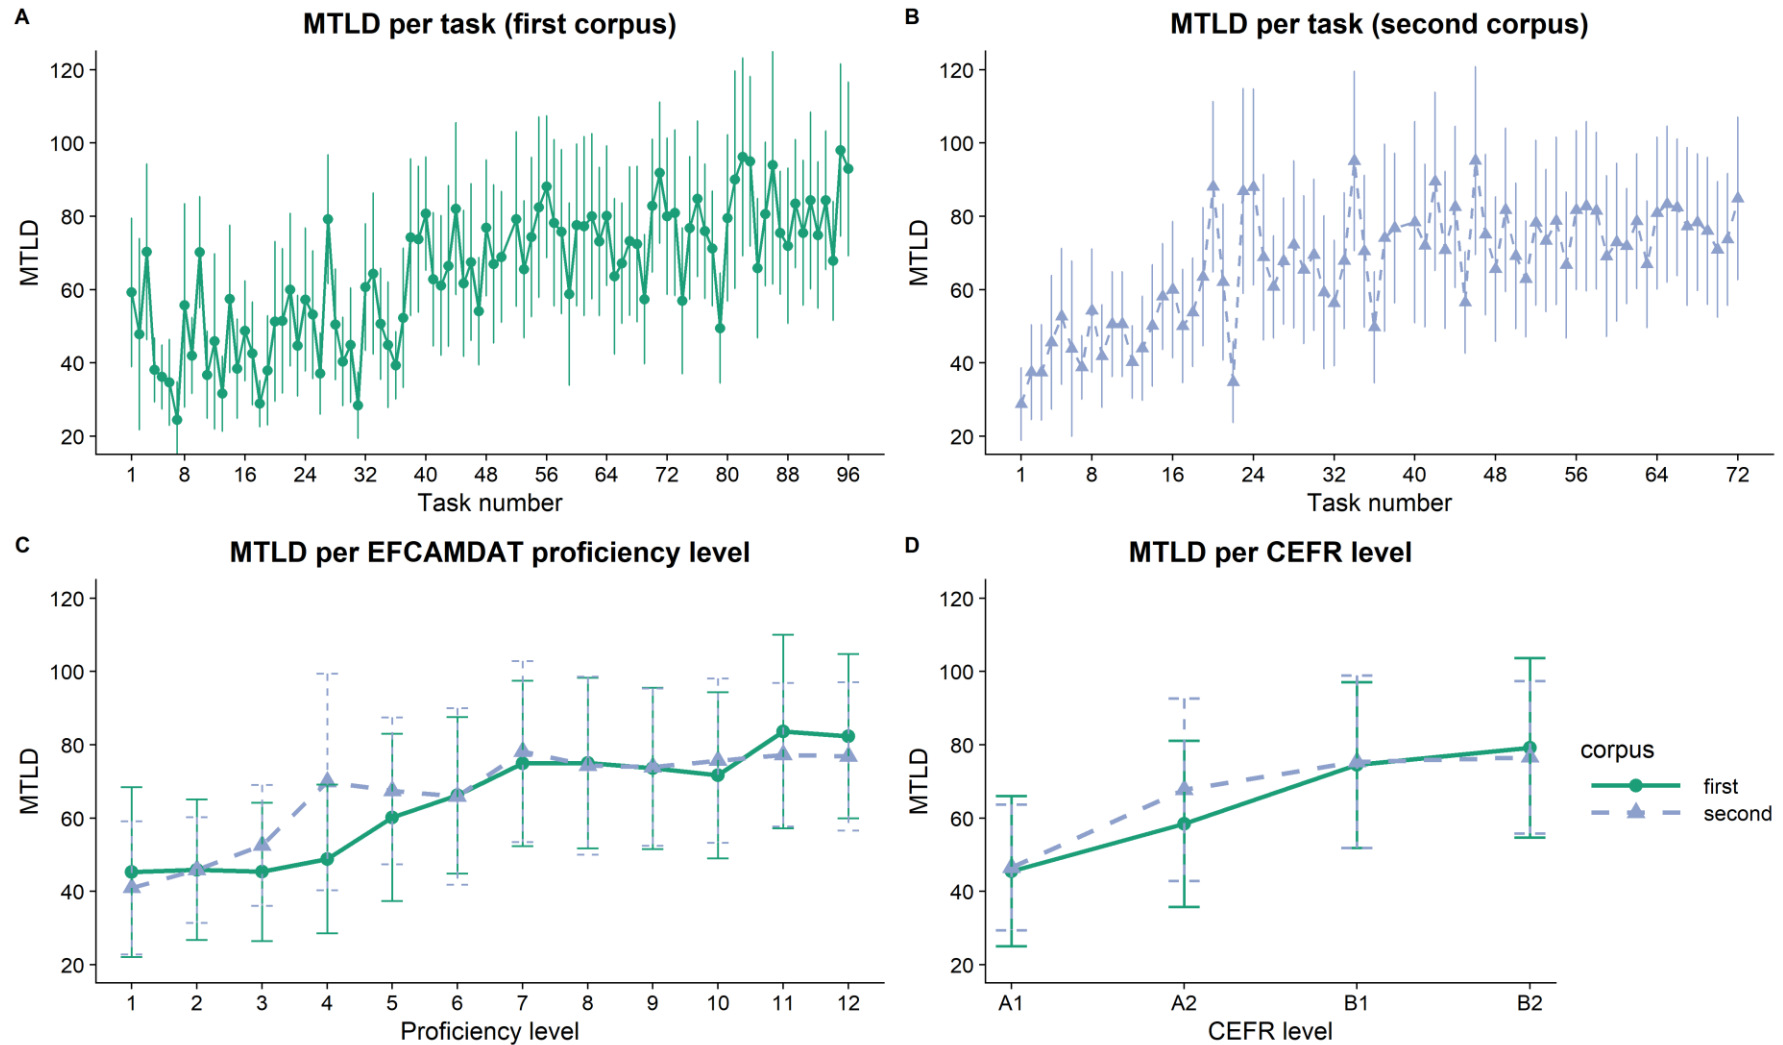 A
MTLD per task (first corpus)
120
100
80
60
40
20
MTLD
1 8 16 24 32 40 48 56 64 72 80 88 96
Task number
B
MTLD per task (second corpus)
120
100
80
60
40
20
MTLD
1 8 16 24 32 40 48 56 64 72
Task number
C
MTLD per EFCAMDAT proficiency level
120
100
80
60
40
20
MTLD
1 2 3 4 5 6 7 8 9 10 11 12
Proficiency level
D
MTLD per CEFR level
120
100
80
60
40
20
MTLD
A1 A2 B1 B2
CEFR level
corpus
first
second